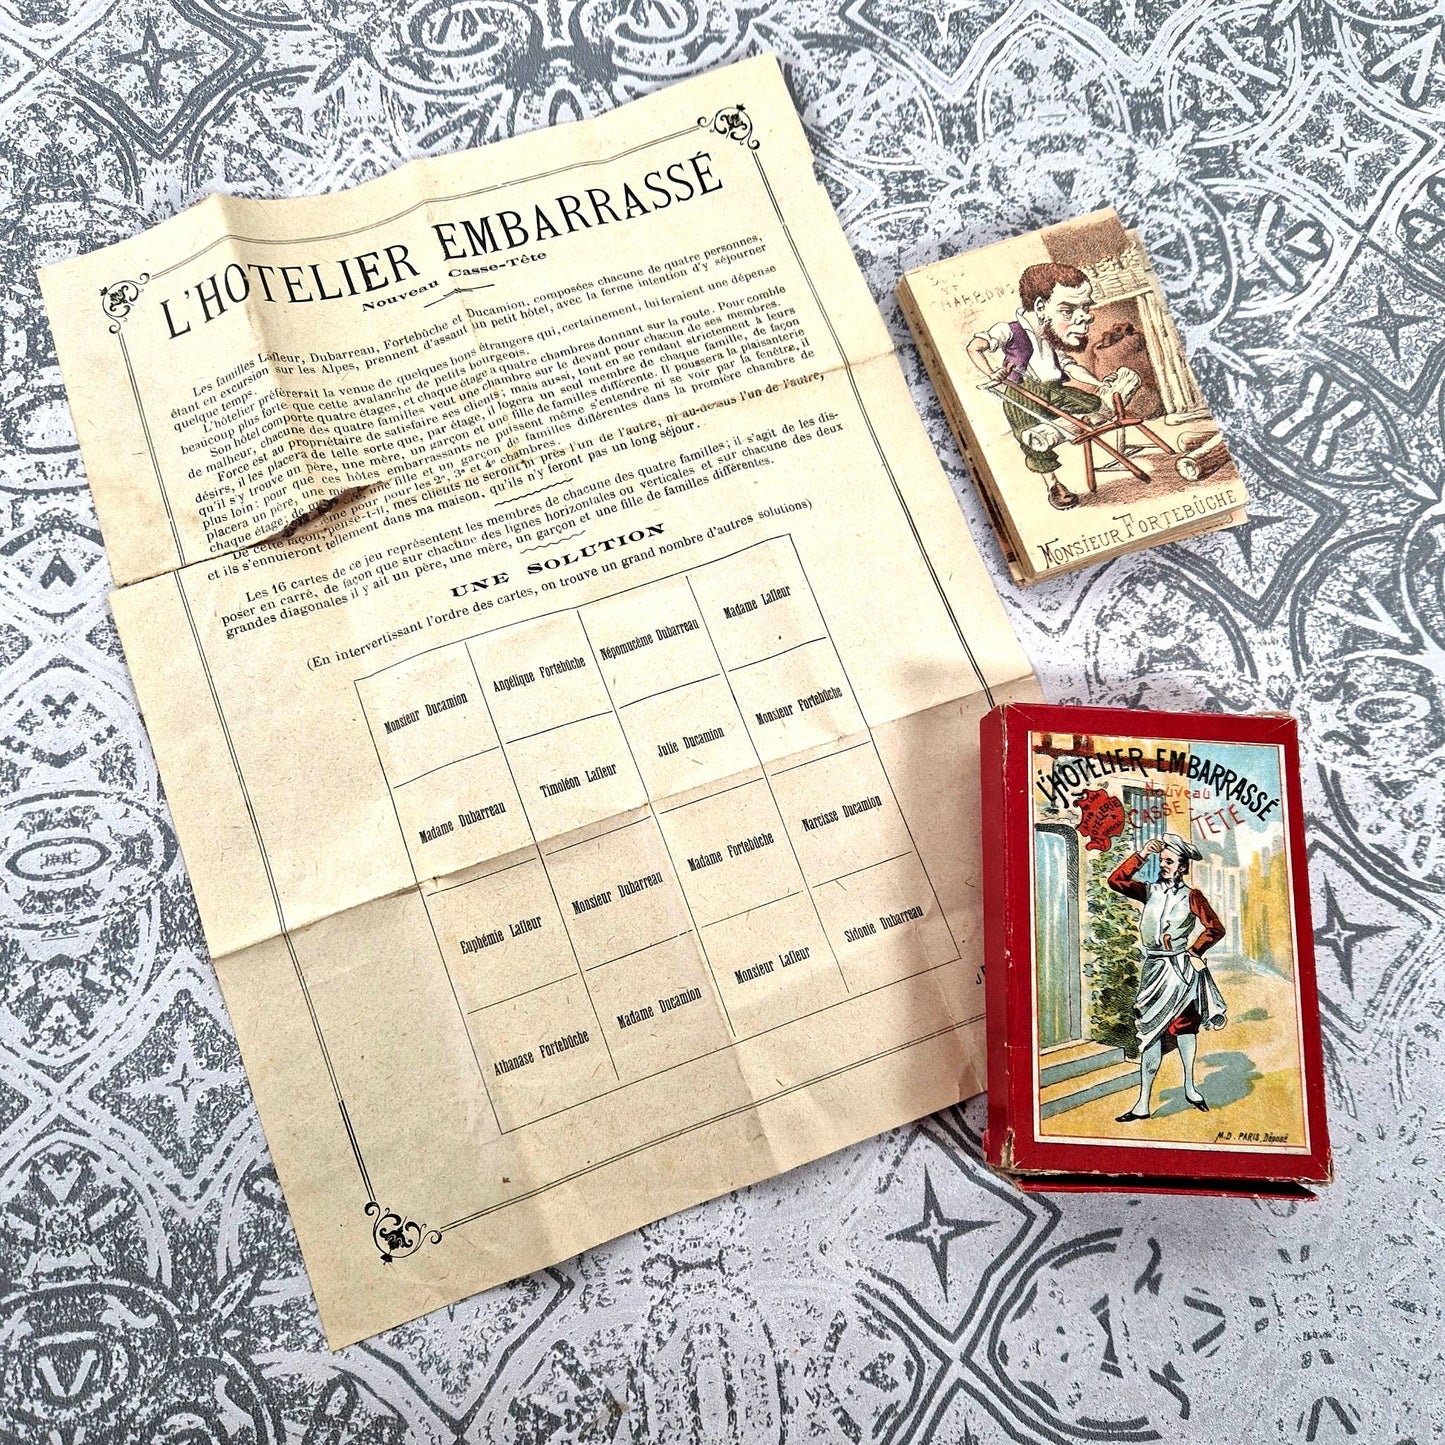 L'HOTELIER EMBARRASSÉ
Nouveau Casse-Tête
Les familles Lafleur, Dubarreau, Fortebûche et Ducamion, composées chacune de quatre personnes,
étant en excursion sur les Alpes, prennent d'assaut un petit hôtel, avec la ferme intention d'y séjourner
quelque temps.
L'hôtelier préférerait la venue de quelques bons étrangers qui, certainement, lui feraient une dépense
beaucoup plus forte que cette avalanche de petits bourgeois.
Son hôtel comporte quatre étages, et chaque étage a quatre chambres donnant sur la route. Pour comble
de malheur, chacune des quatre familles veut une chambre sur le devant pour chacun de ses membres.
Force est au propriétaire de satisfaire ses clients; mais aussi, tout en se rendant strictement à leurs
désirs, il les placera de telle sorte que, par étage, il logera un seul membre de chaque famille, de façon
qu'il s'y trouve un père, une mère, un garçon et une fille de famille différente. Il poussera la plaisanterie
plus loin : pour que ces hôtes embarrassants ne puissent même s'entendre ni se voir par la fenêtre, il
placera un père, une mère, une fille et un garçon de familles différentes dans la première chambre de
chaque étage; de même pour les 2e, 3e et 4e chambres.
De cette façon, pense-t-il, mes clients ne seront ni près l'un de l'autre, ni au-dessus l'un de l'autre,
et ils s'ennuieront tellement dans ma maison, qu'ils n'y feront pas un long séjour.
Les 16 cartes de ce jeu représentent les membres de chacune des quatre familles; il s'agit de les dis-
poser en carré, de façon que sur chacune des lignes horizontales ou verticales et sur chacune des deux
grandes diagonales il y ait un père, une mère, un garçon et une fille de familles différentes.
UNE SOLUTION
(En intervertissant l'ordre des cartes, on trouve un grand nombre d'autres solutions)
Monsieur Ducamion
Angélique Fortebûche
Népomucème Dubarreau
Madame Lafleur
Madame Dubarreau
Timoléon Lafleur
Julie Ducamion
Monsieur Fortebûche
Euphémie Lafleur
Monsieur Dubarreau
Madame Fortebûche
Narcisse Ducamion
Athanase Fortebûche
Madame Ducamion
Monsieur Lafleur
Sidonie Dubarreau
CHARBONS
MONSIEUR FORTEBÛCHE
L'HOTELIER EMBARRASSÉ
Nouveau
CASSE TÊTE
HOTELLERIE
M.D. PARIS, Déposé